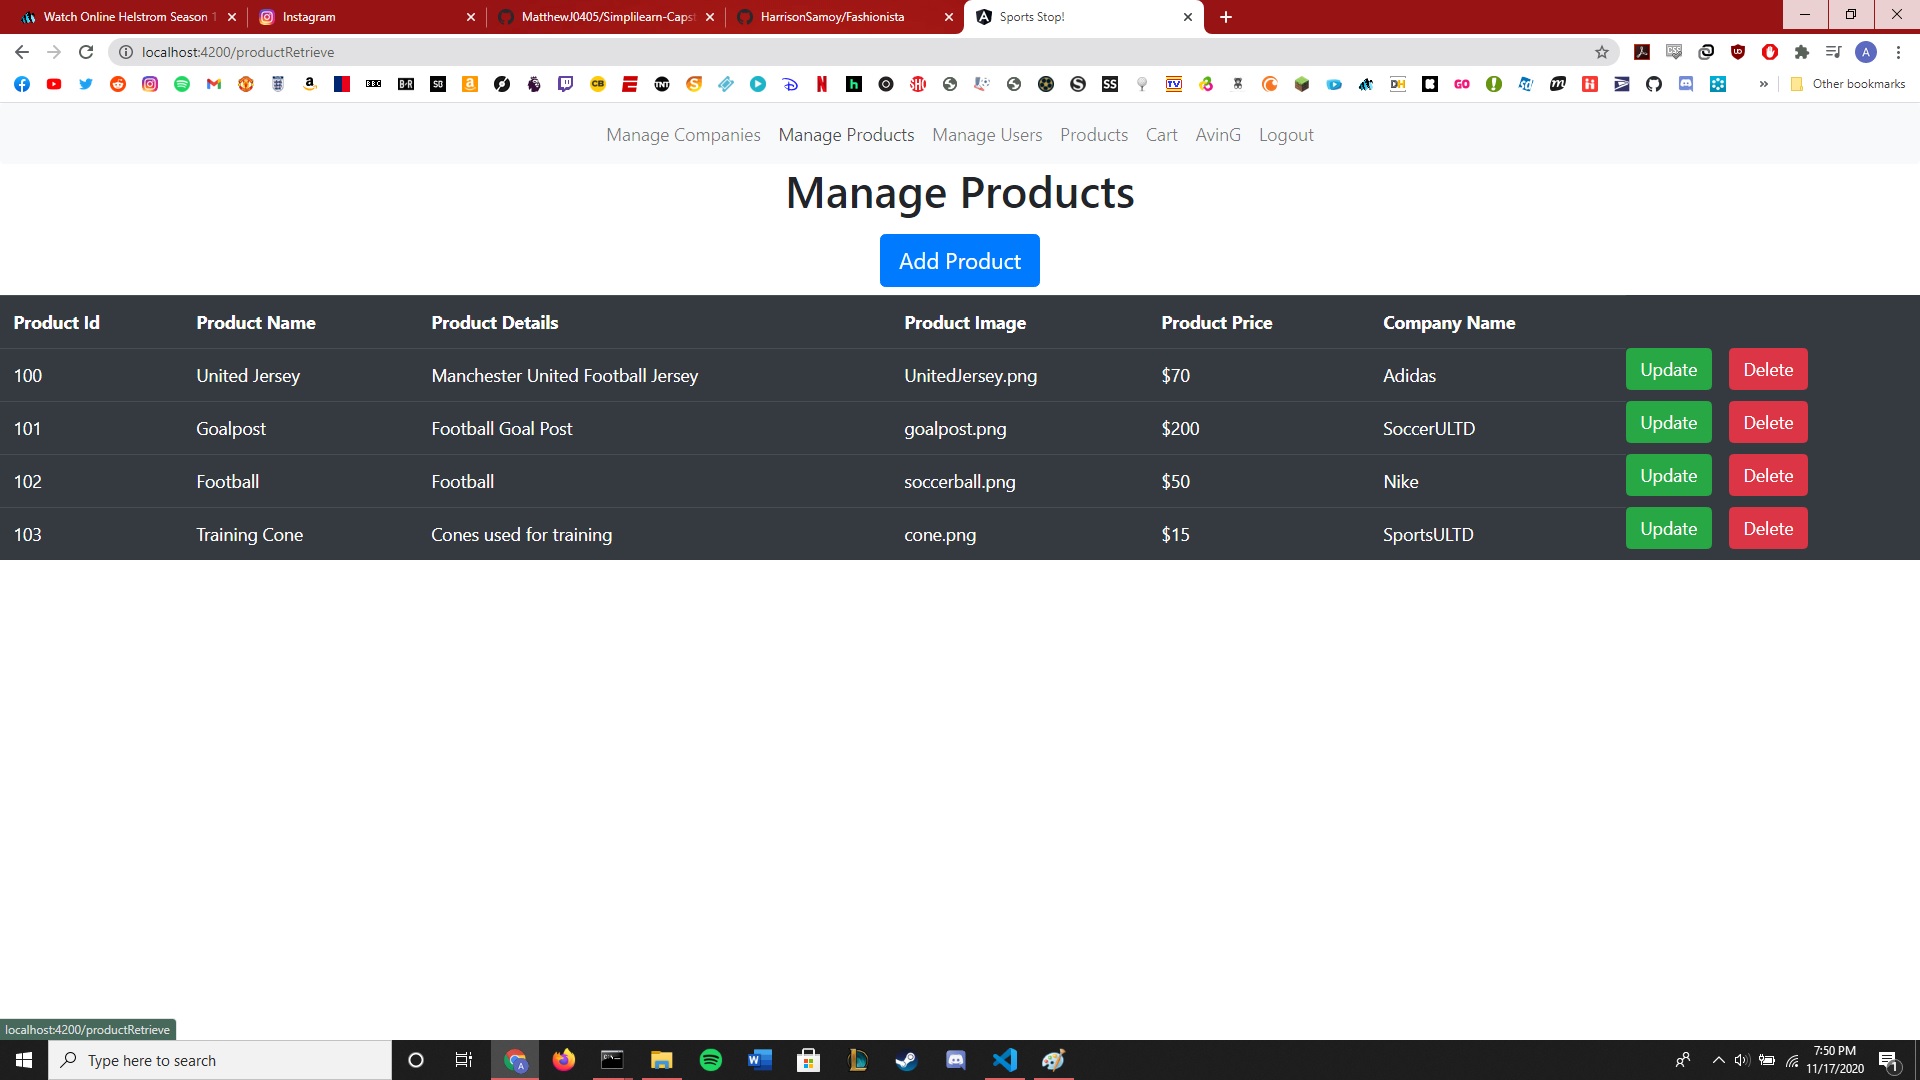 Watch Online Helstrom Season 1
Instagram
MatthewJ0405/Simplilearn-Capst
HarrisonSamoy/Fashionista
Sports Stop!
localhost:4200/productRetrieve
Other bookmarks
Manage Companies Manage Products Manage Users Products Cart AvinG Logout
Manage Products
Add Product
Product Id Product Name Product Details Product Image Product Price Company Name
100 United Jersey Manchester United Football Jersey UnitedJersey.png $70 Adidas Update Delete
101 Goalpost Football Goal Post goalpost.png $200 SoccerULTD Update Delete
102 Football Football soccerball.png $50 Nike Update Delete
103 Training Cone Cones used for training cone.png $15 SportsULTD Update Delete
localhost:4200/productRetrieve
Type here to search
7:50 PM
11/17/2020